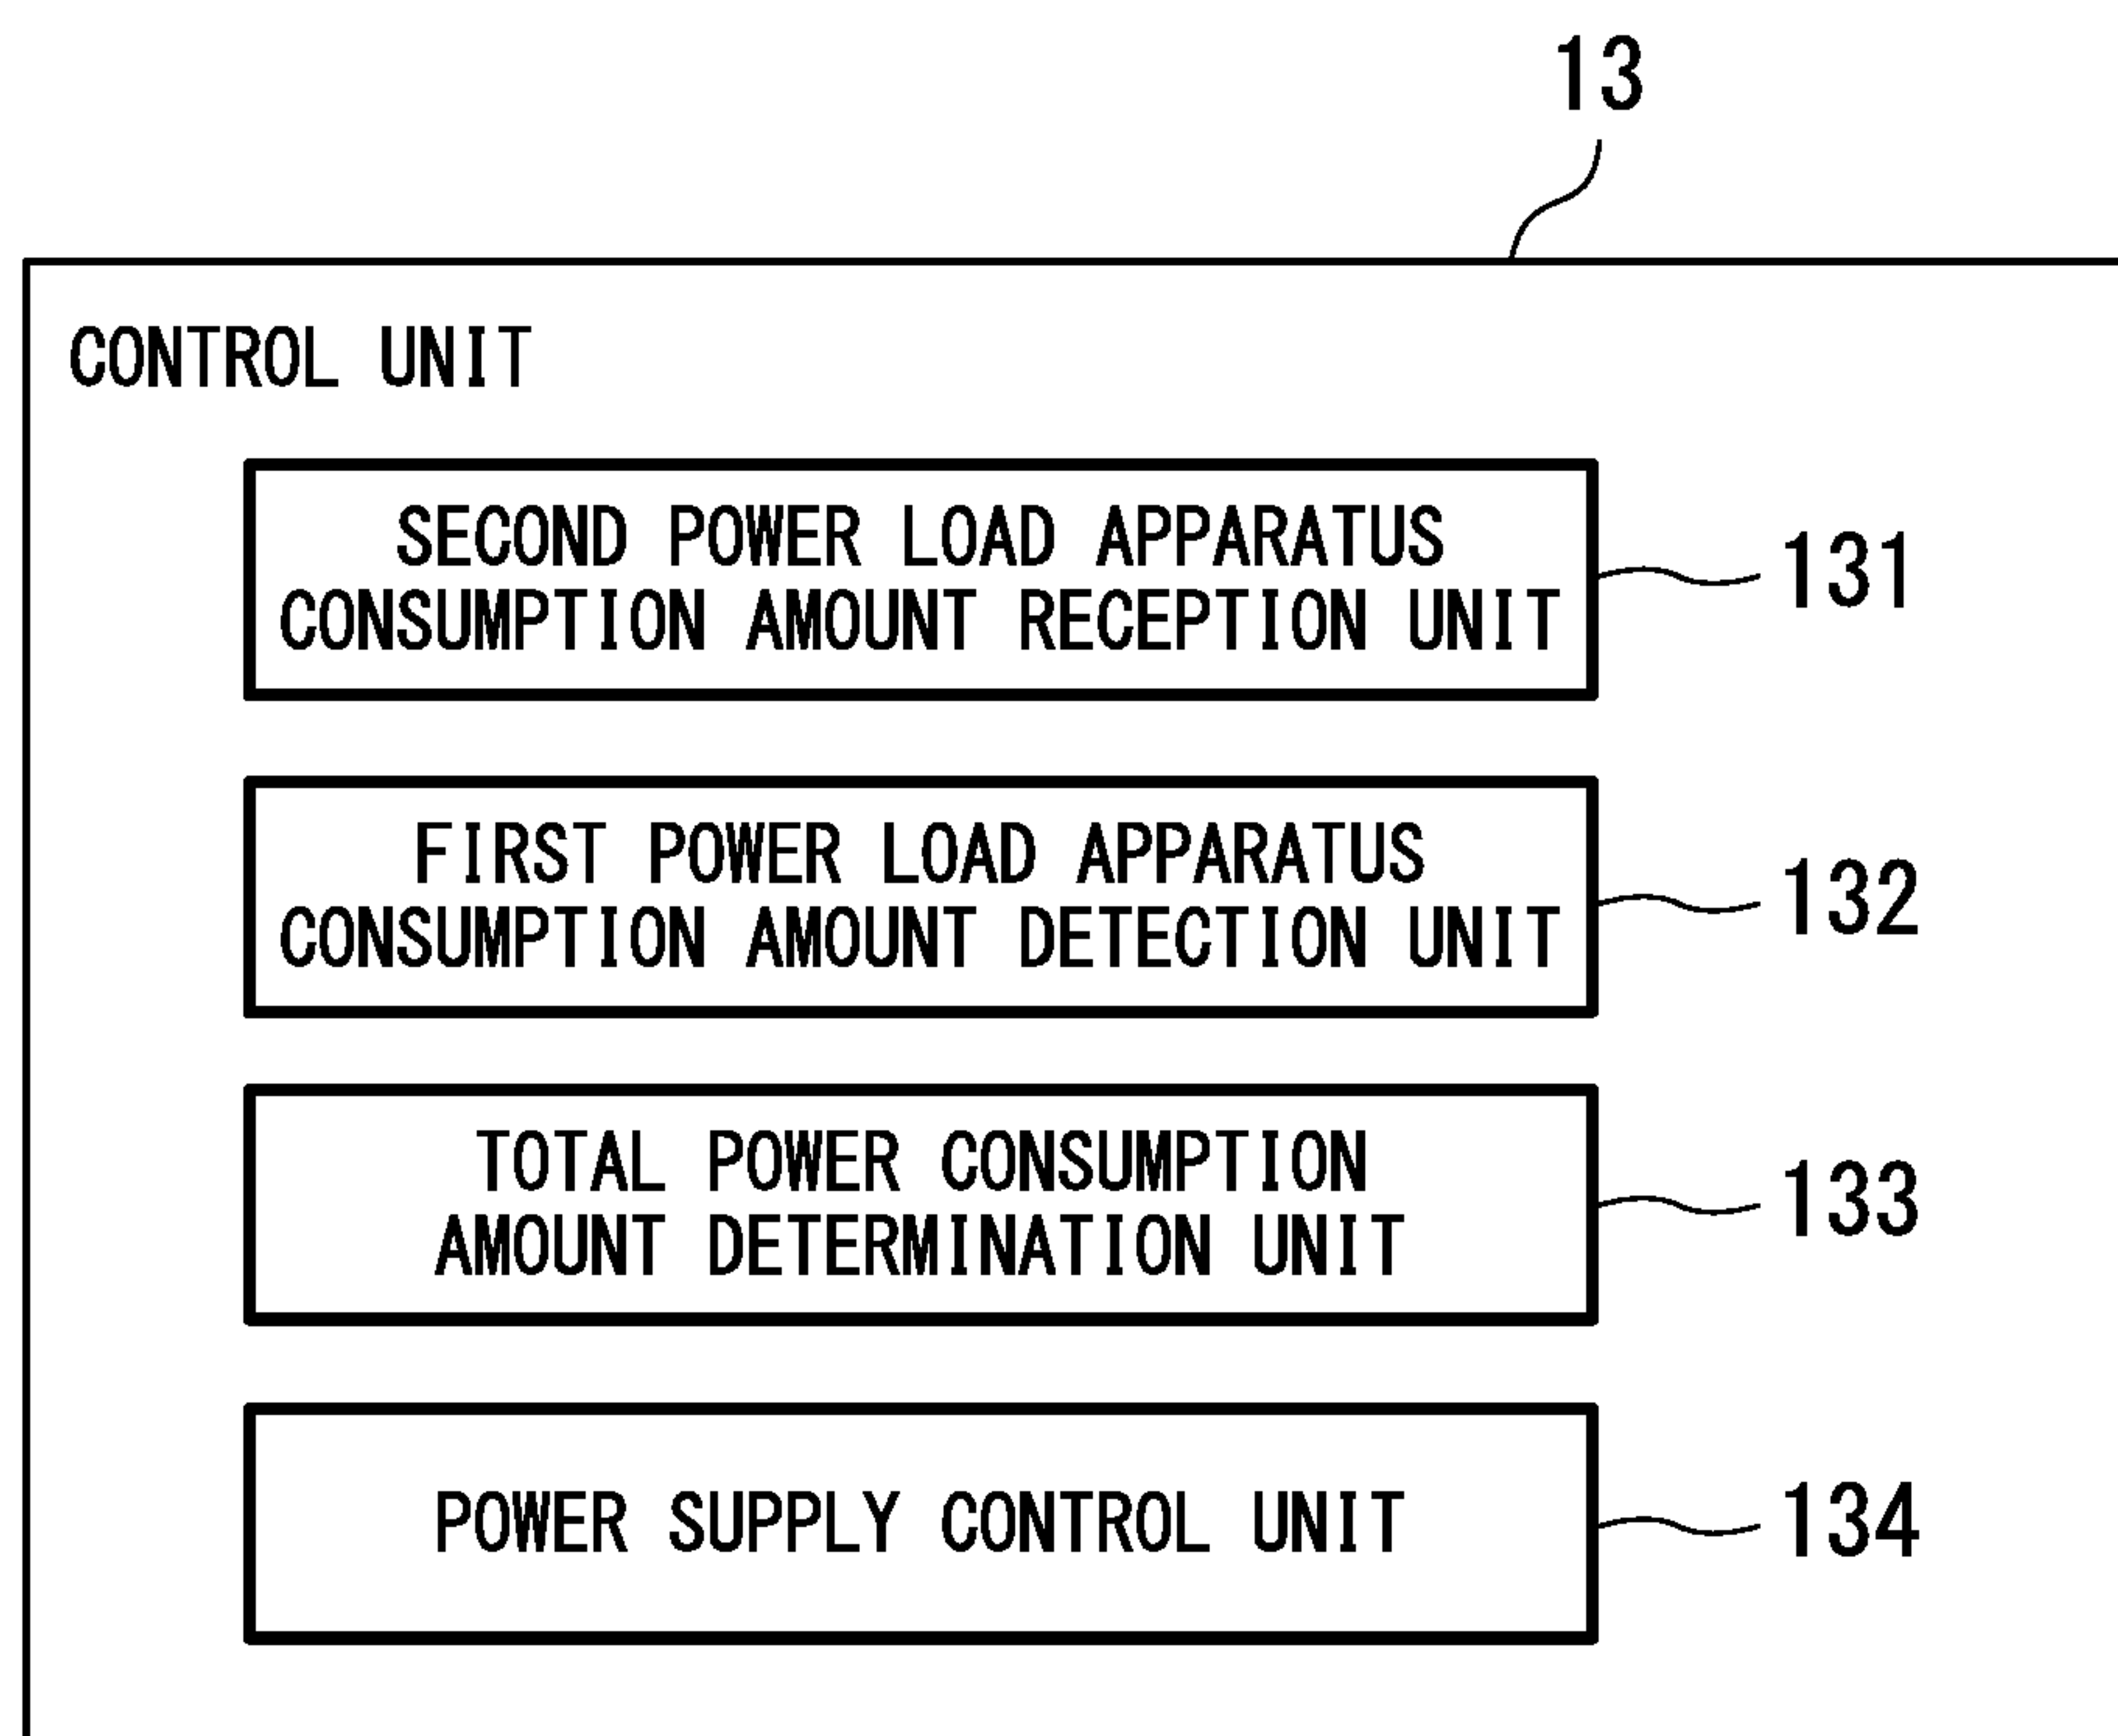 13
CONTROL UNIT
SECOND POWER LOAD APPARATUS
CONSUMPTION AMOUNT RECEPTION UNIT
131
FIRST POWER LOAD APPARATUS
CONSUMPTION AMOUNT DETECTION UNIT
132
TOTAL POWER CONSUMPTION
AMOUNT DETERMINATION UNIT
133
POWER SUPPLY CONTROL UNIT
134